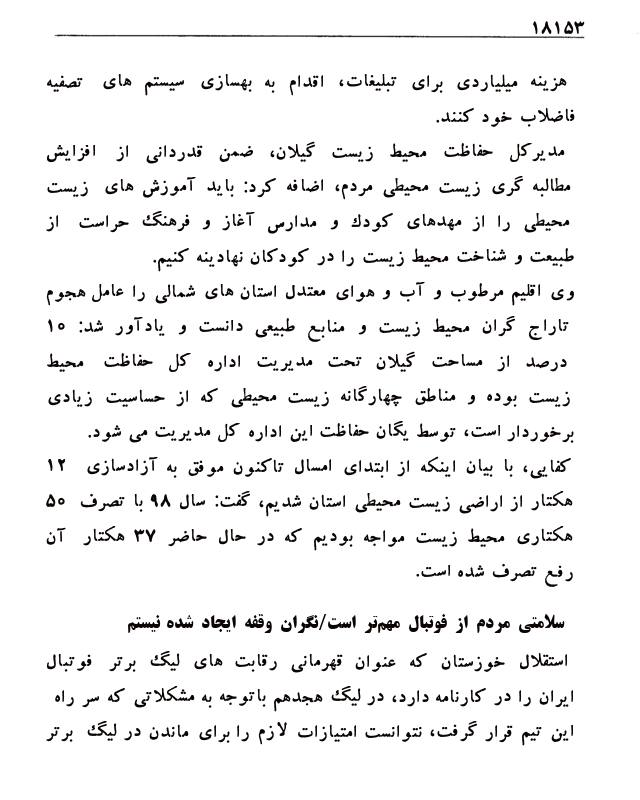 ۱۸۱۵۳
هزینه میلیاردی برای تبلیغات، اقدام به بهسازی سیستم های تصفیه
فاضلاب خود کنند.
مدیرکل حفاظت محیط زیست گیلان، ضمن قدردانی از افزایش
مطالبه گری زیست محیطی مردم، اضافه کرد: باید آموزش های زیست
محیطی را از مهدهای کودك و مدارس آغاز و فرهنگ حراست از
طبیعت و شناخت محیط زیست را در کودکان نهادینه کنیم.
وی اقلیم مرطوب و آب و هوای معتدل استان های شمالی را عامل هجوم
تاراج گران محیط زیست و منابع طبیعی دانست و یادآور شد: ۱۰
درصد از مساحت گیلان تحت مدیریت اداره کل حفاظت محیط
زیست بوده و مناطق چهارگانه زیست محیطی که از حساسیت زیادی
برخوردار است، توسط یگان حفاظت این اداره کل مدیریت می شود.
کفایی، با بیان اینکه از ابتدای امسال تاکنون موفق به آزادسازی ۱۲
هکتار از اراضی زیست محیطی استان شدیم، گفت: سال ۹۸ با تصرف ۵۰
هکتاری محیط زیست مواجه بودیم که در حال حاضر ۳۷ هکتار آن
رفع تصرف شده است.
سلامتی مردم از فوتبال مهم‌تر است/نگران وقفه ایجاد شده نیستم
استقلال خوزستان که عنوان قهرمانی رقابت های لیگ برتر فوتبال
ایران را در کارنامه دارد، در لیگ هجدهم باتوجه به مشکلاتی که سر راه
این تیم قرار گرفت، نتوانست امتیازات لازم را برای ماندن در لیگ برتر